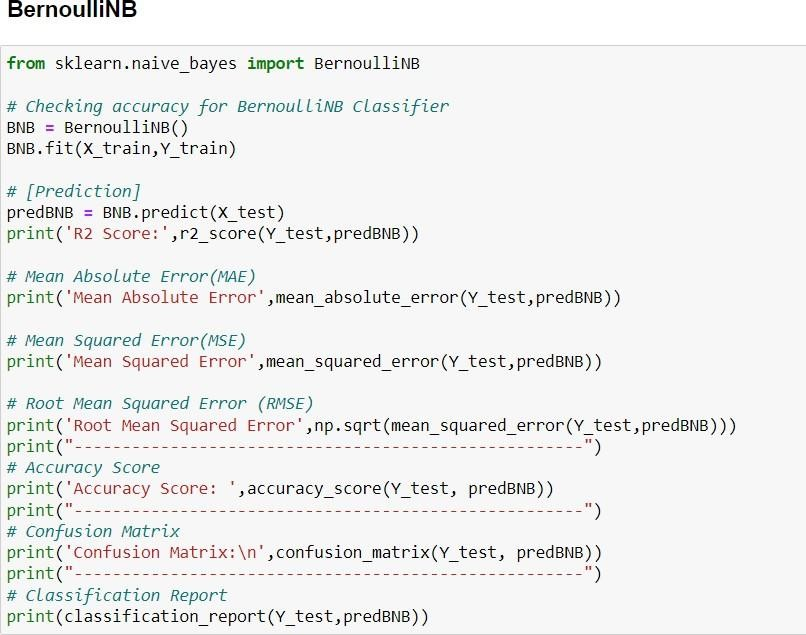 BernoulliNB
from sklearn.naive_bayes import BernoulliNB
# Checking accuracy for BernoulliNB Classifier
BNB = BernoulliNB()
BNB.fit(X_train,Y_train)
# [Prediction]
predBNB = BNB.predict(X_test)
print('R2 Score:',r2_score(Y_test,predBNB))
# Mean Absolute Error(MAE)
print('Mean Absolute Error',mean_absolute_error(Y_test,predBNB))
# Mean Squared Error(MSE)
print('Mean Squared Error',mean_squared_error(Y_test,predBNB))
# Root Mean Squared Error (RMSE)
print('Root Mean Squared Error',np.sqrt(mean_squared_error(Y_test,predBNB)))
print("-----------------------------------------------------")
# Accuracy Score
print('Accuracy Score: ',accuracy_score(Y_test, predBNB))
print("-----------------------------------------------------")
# Confusion Matrix
print('Confusion Matrix:\n',confusion_matrix(Y_test, predBNB))
print("-----------------------------------------------------")
# Classification Report
print(classification_report(Y_test,predBNB))